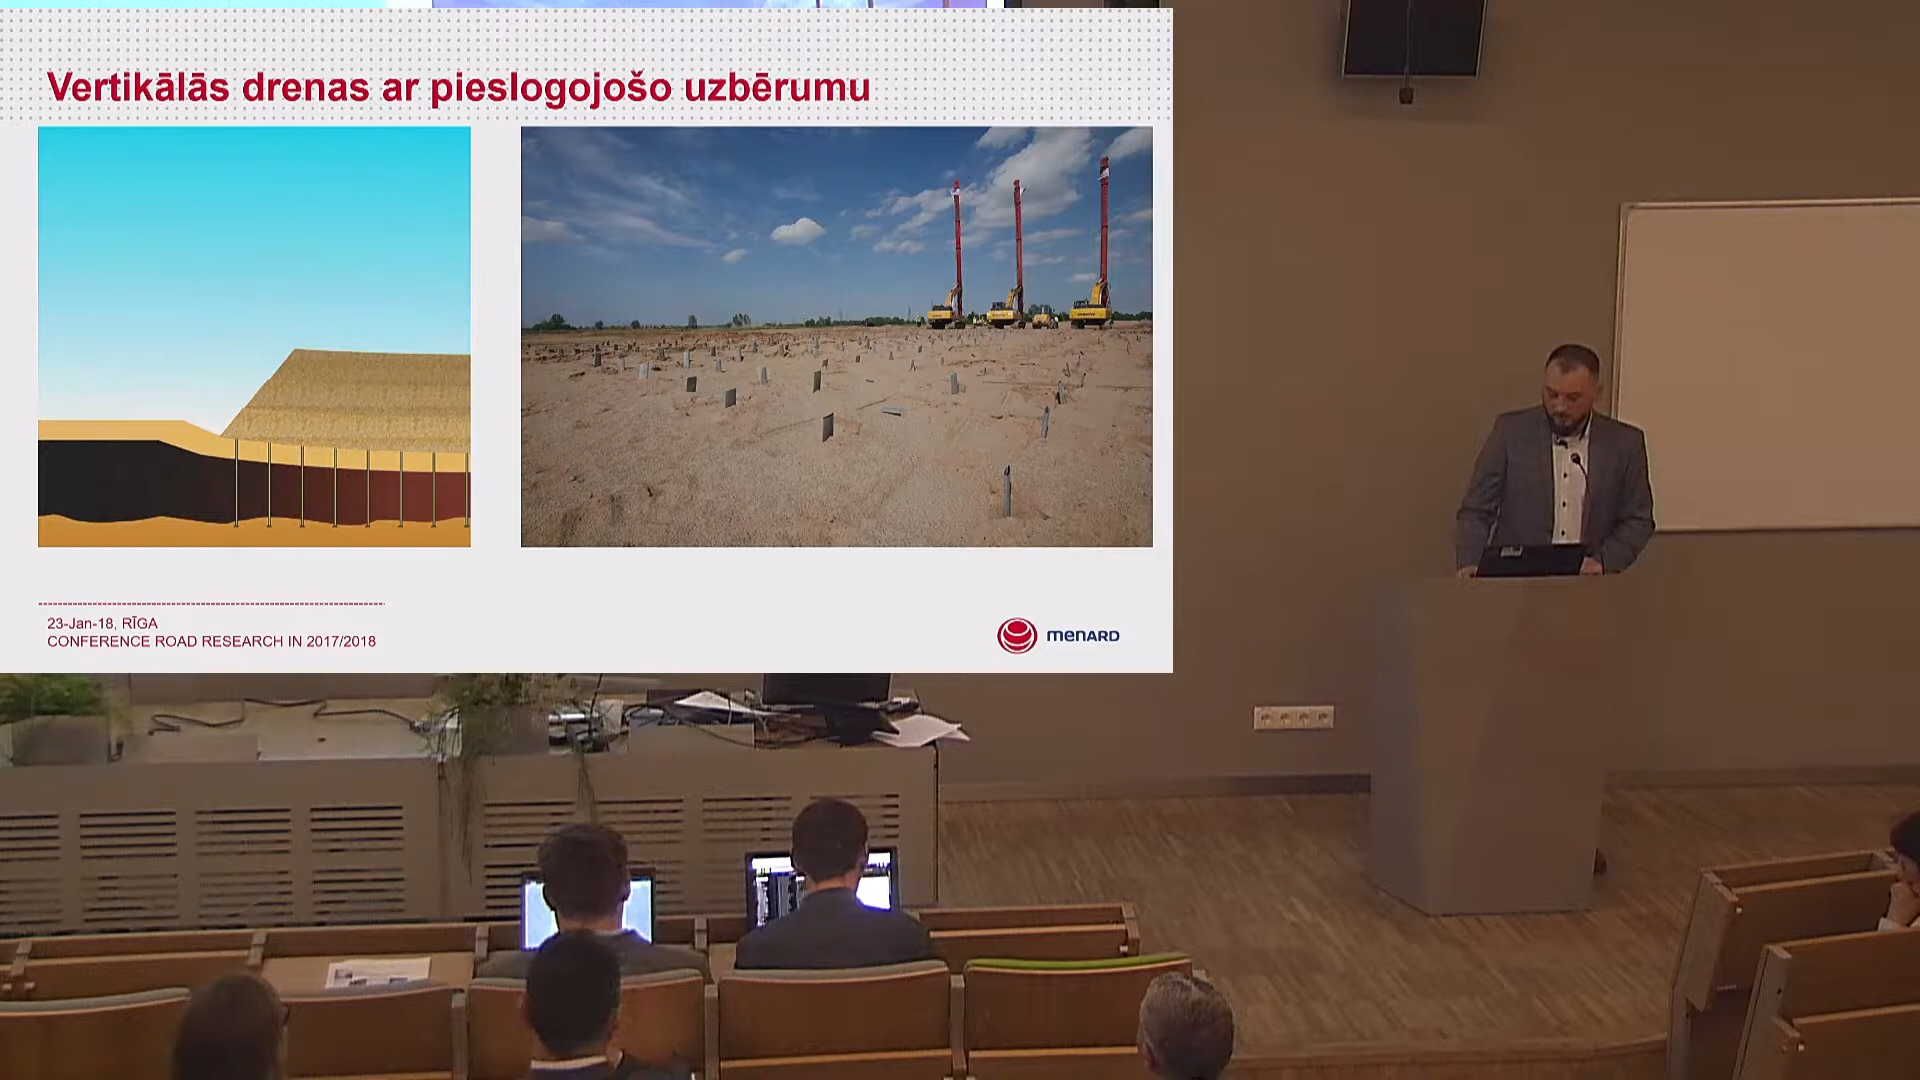 Vertikālās drenas ar pieslogojošo uzbērumu
23-Jan-18, RĪGA
CONFERENCE ROAD RESEARCH IN 2017/2018
menARD